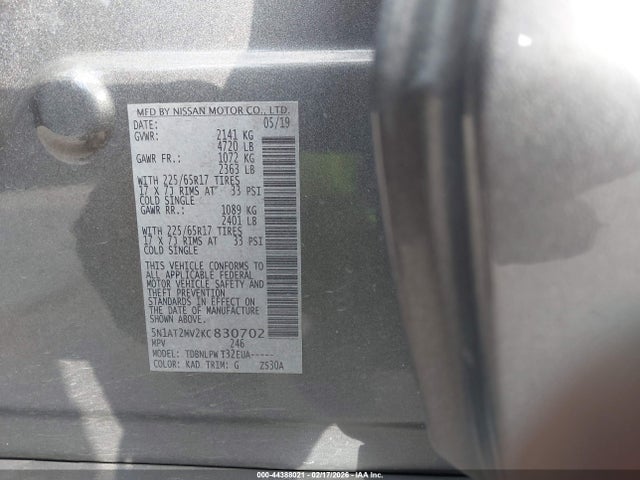 MFD BY NISSAN MOTOR CO., LTD.
DATE: 05/19
GVWR: 2141 KG
4720 LB
GAWR FR.: 1072 KG
2363 LB
WITH 225/65R17 TIRES
17 X 7J RIMS AT 33 PSI
COLD SINGLE
GAWR RR.: 1089 KG
2401 LB
WITH 225/65R17 TIRES
17 X 7J RIMS AT 33 PSI
COLD SINGLE
THIS VEHICLE CONFORMS TO
ALL APPLICABLE FEDERAL
MOTOR VEHICLE SAFETY AND
THEFT PREVENTION
STANDARDS IN EFFECT ON
THE DATE OF MANUFACTURE
SHOWN ABOVE.
5N1AT2MV2KC830702
MPV 246
MODEL: TDBNLPW T32EUA-----
COLOR: KAD TRIM: G ZS30A
000-44388021 - 02/17/2026 - IAA Corp.